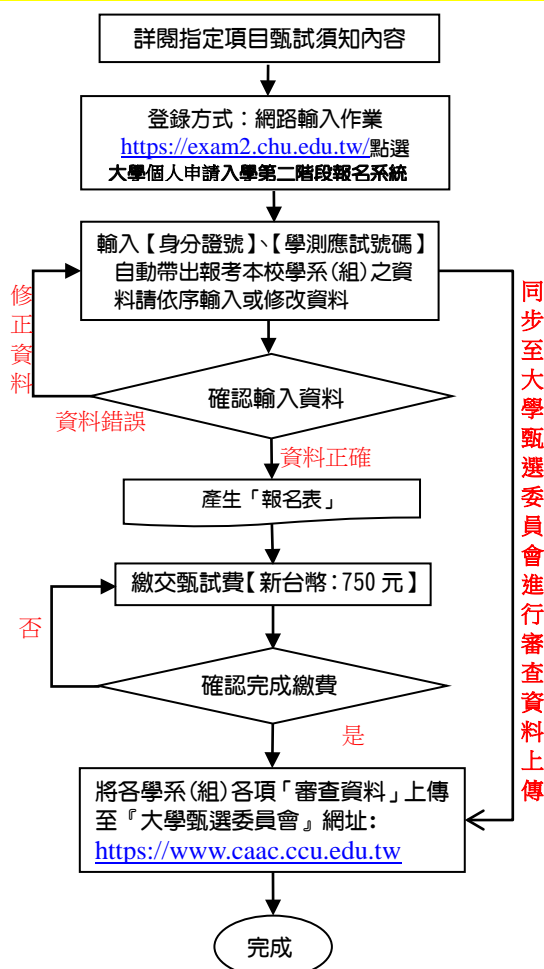 詳閱指定項目甄試須知內容
登錄方式：網路輸入作業
https://exam2.chu.edu.tw/點選
大學個人申請入學第二階段報名系統
輸入【身分證號】、【學測應試號碼】
自動帶出報考本校學系(組)之資
料請依序輸入或修改資料
修正資料
同步至大學甄選委員會進行審查資料上傳
確認輸入資料
資料錯誤
資料正確
產生「報名表」
繳交甄試費【新台幣:750 元】
否
確認完成繳費
是
將各學系(組)各項「審查資料」上傳
至『大學甄選委員會』網址:
https://www.caac.ccu.edu.tw
完成